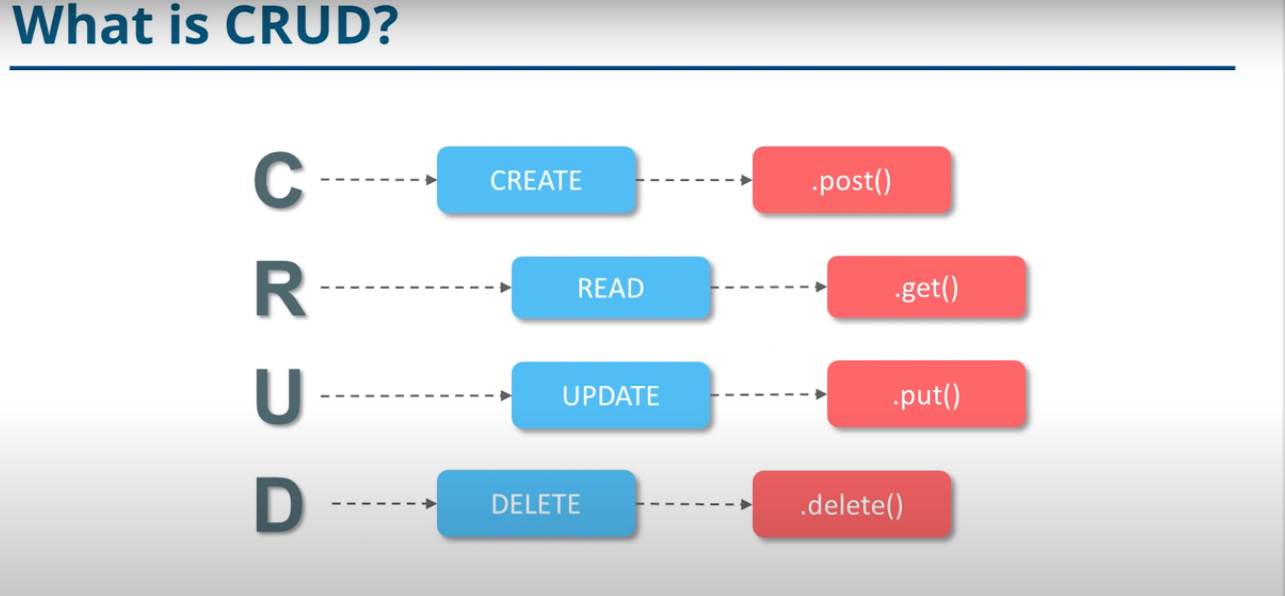 What is CRUD?
C CREATE .post()
R READ .get()
U UPDATE .put()
D DELETE .delete()